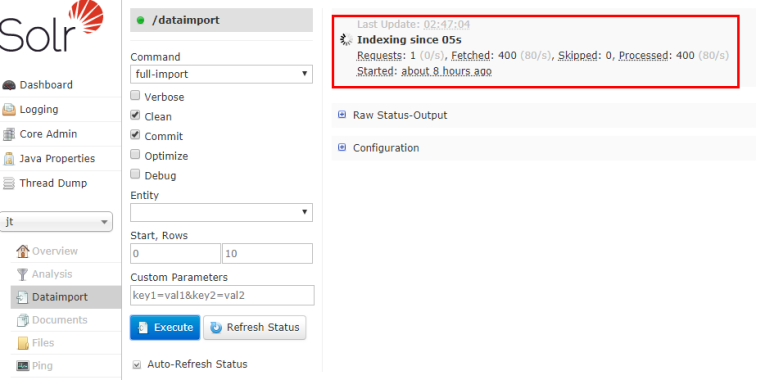 Solr
Dashboard
Logging
Core Admin
Java Properties
Thread Dump
jt
Overview
Analysis
Dataimport
Documents
Files
Ping
/dataimport
Command
full-import
Verbose
Clean
Commit
Optimize
Debug
Entity
Start, Rows
0 10
Custom Parameters
key1=val1&key2=val2
Execute Refresh Status
Auto-Refresh Status
Last Update: 02:47:04
Indexing since 05s
Requests: 1 (0/s), Fetched: 400 (80/s), Skipped: 0, Processed: 400 (80/s)
Started: about 8 hours ago
Raw Status-Output
Configuration